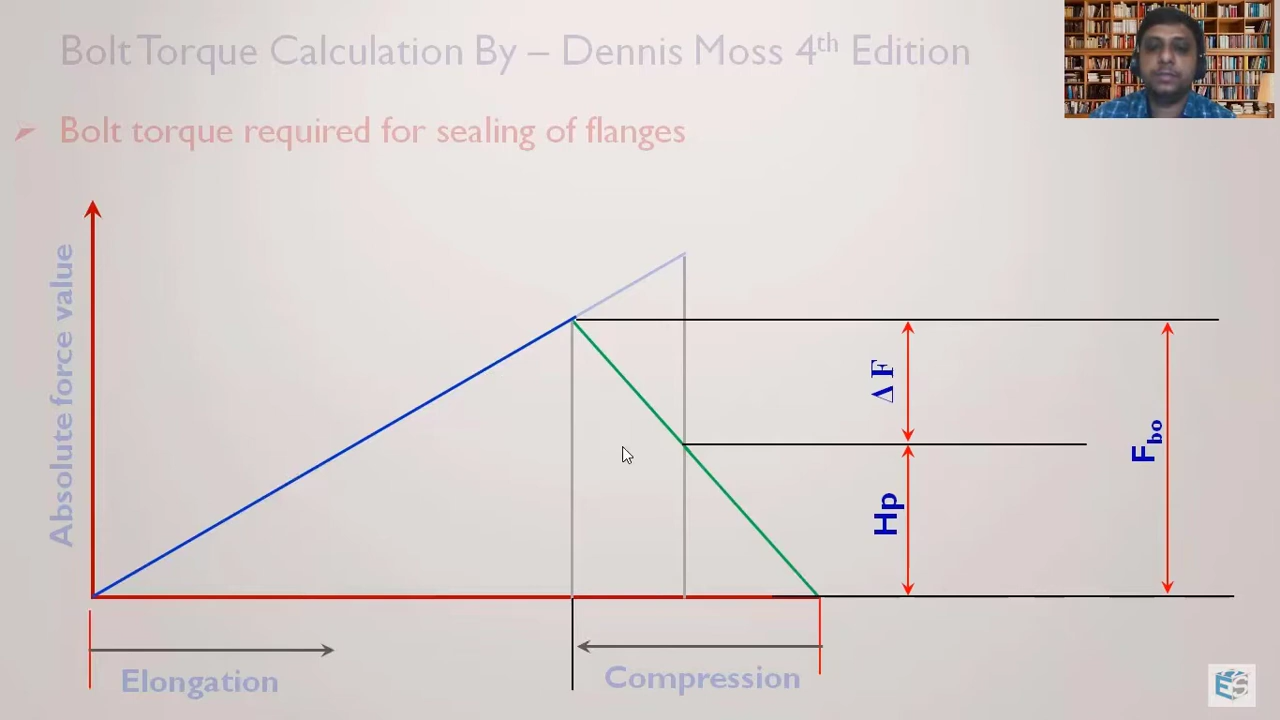 Bolt Torque Calculation By – Dennis Moss 4th Edition
Bolt torque required for sealing of flanges
Absolute force value
Δ F
Hp
Fbo
Elongation
Compression
ES